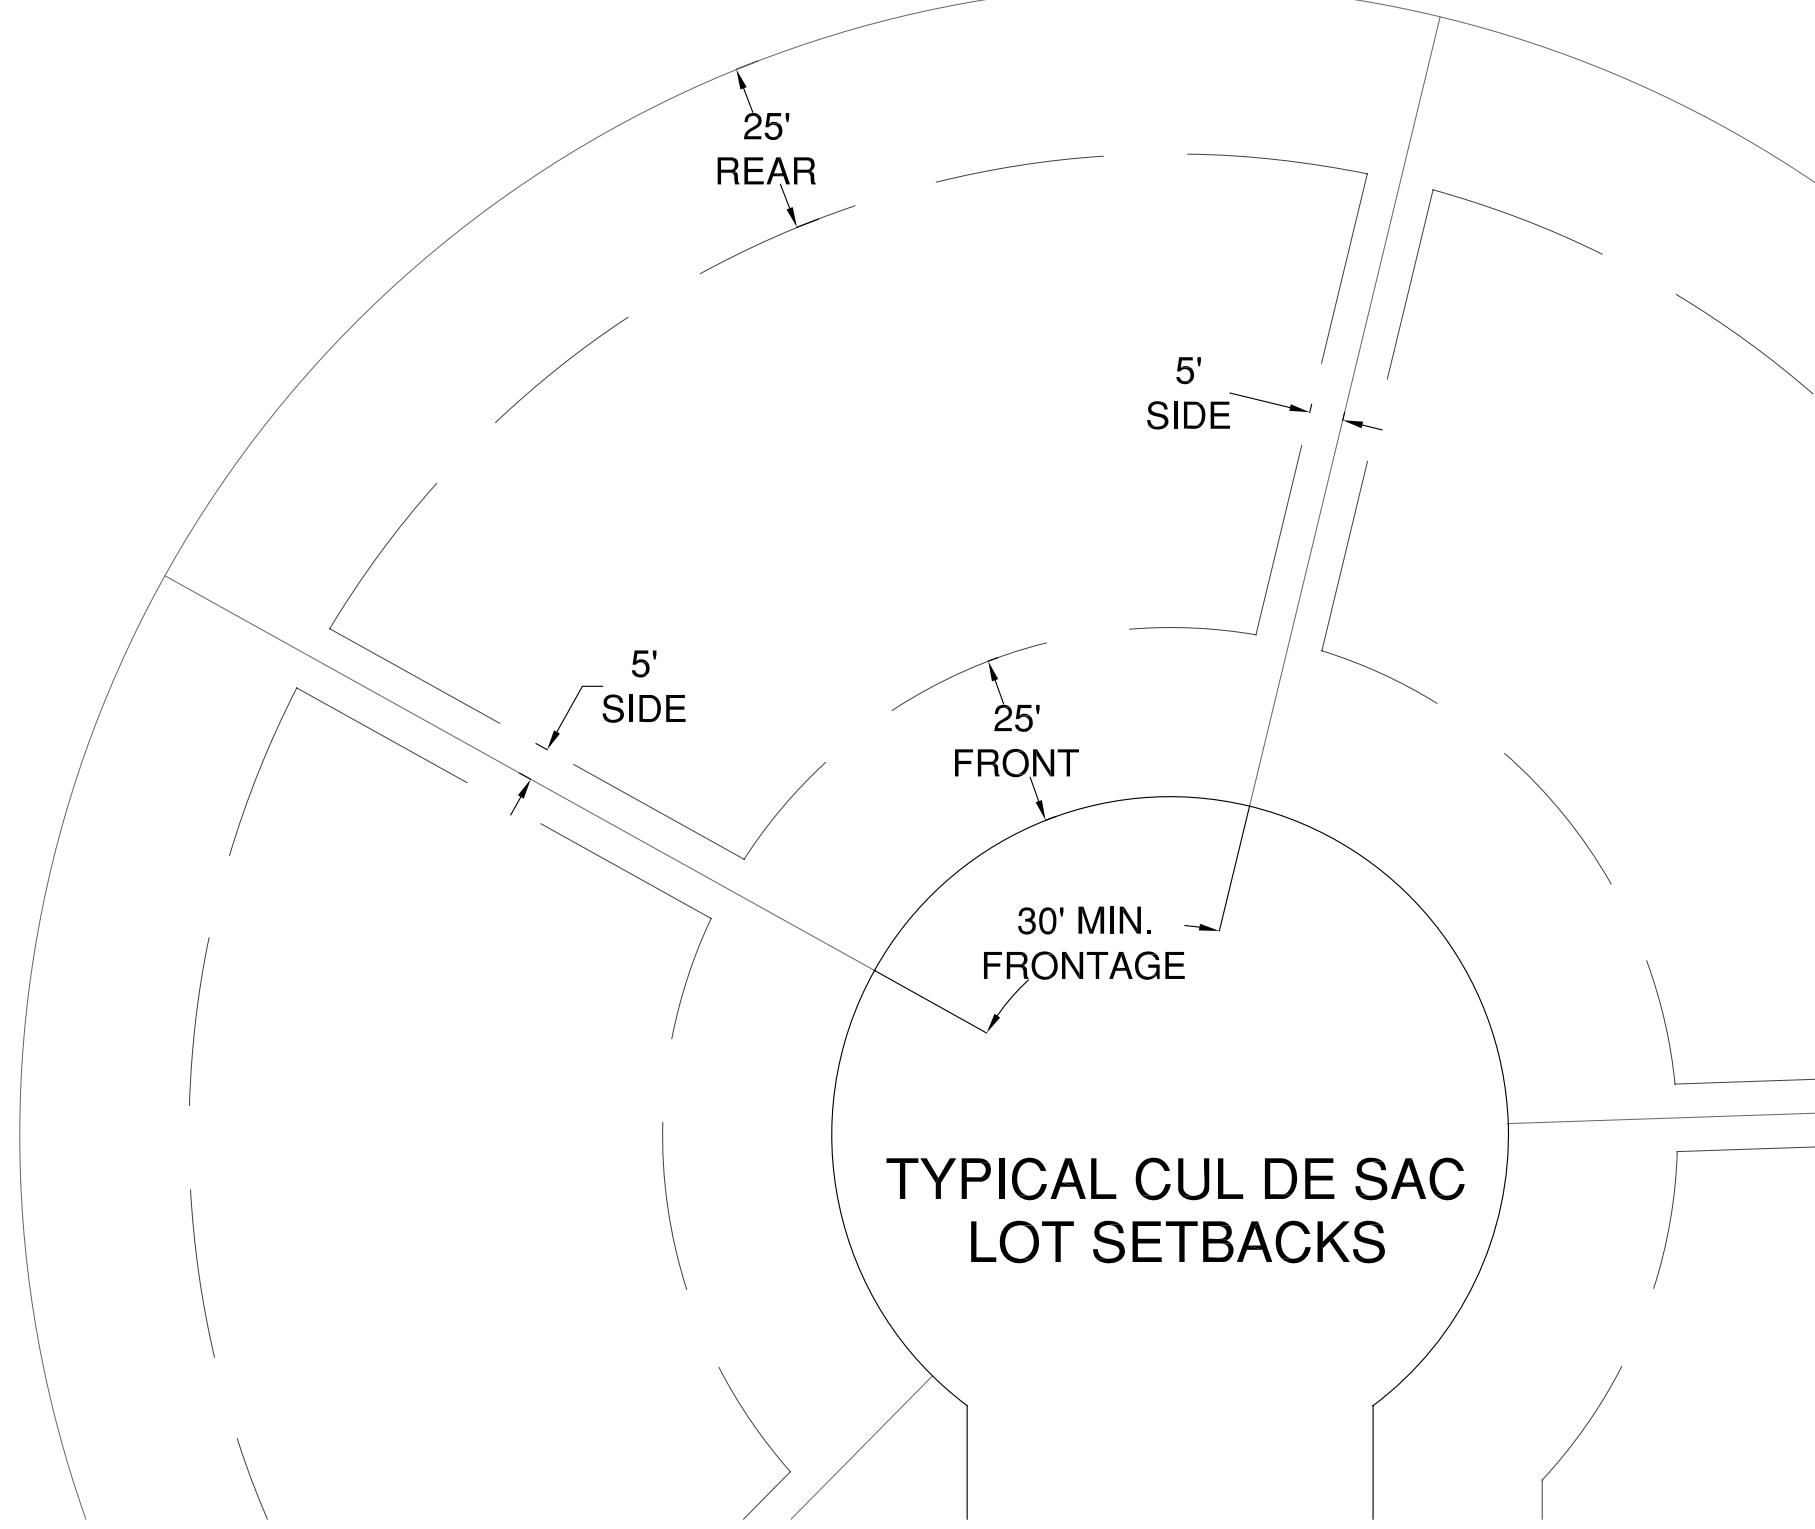 25'
REAR
5'
SIDE
5'
SIDE
25'
FRONT
30' MIN.
FRONTAGE
TYPICAL CUL DE SAC
LOT SETBACKS